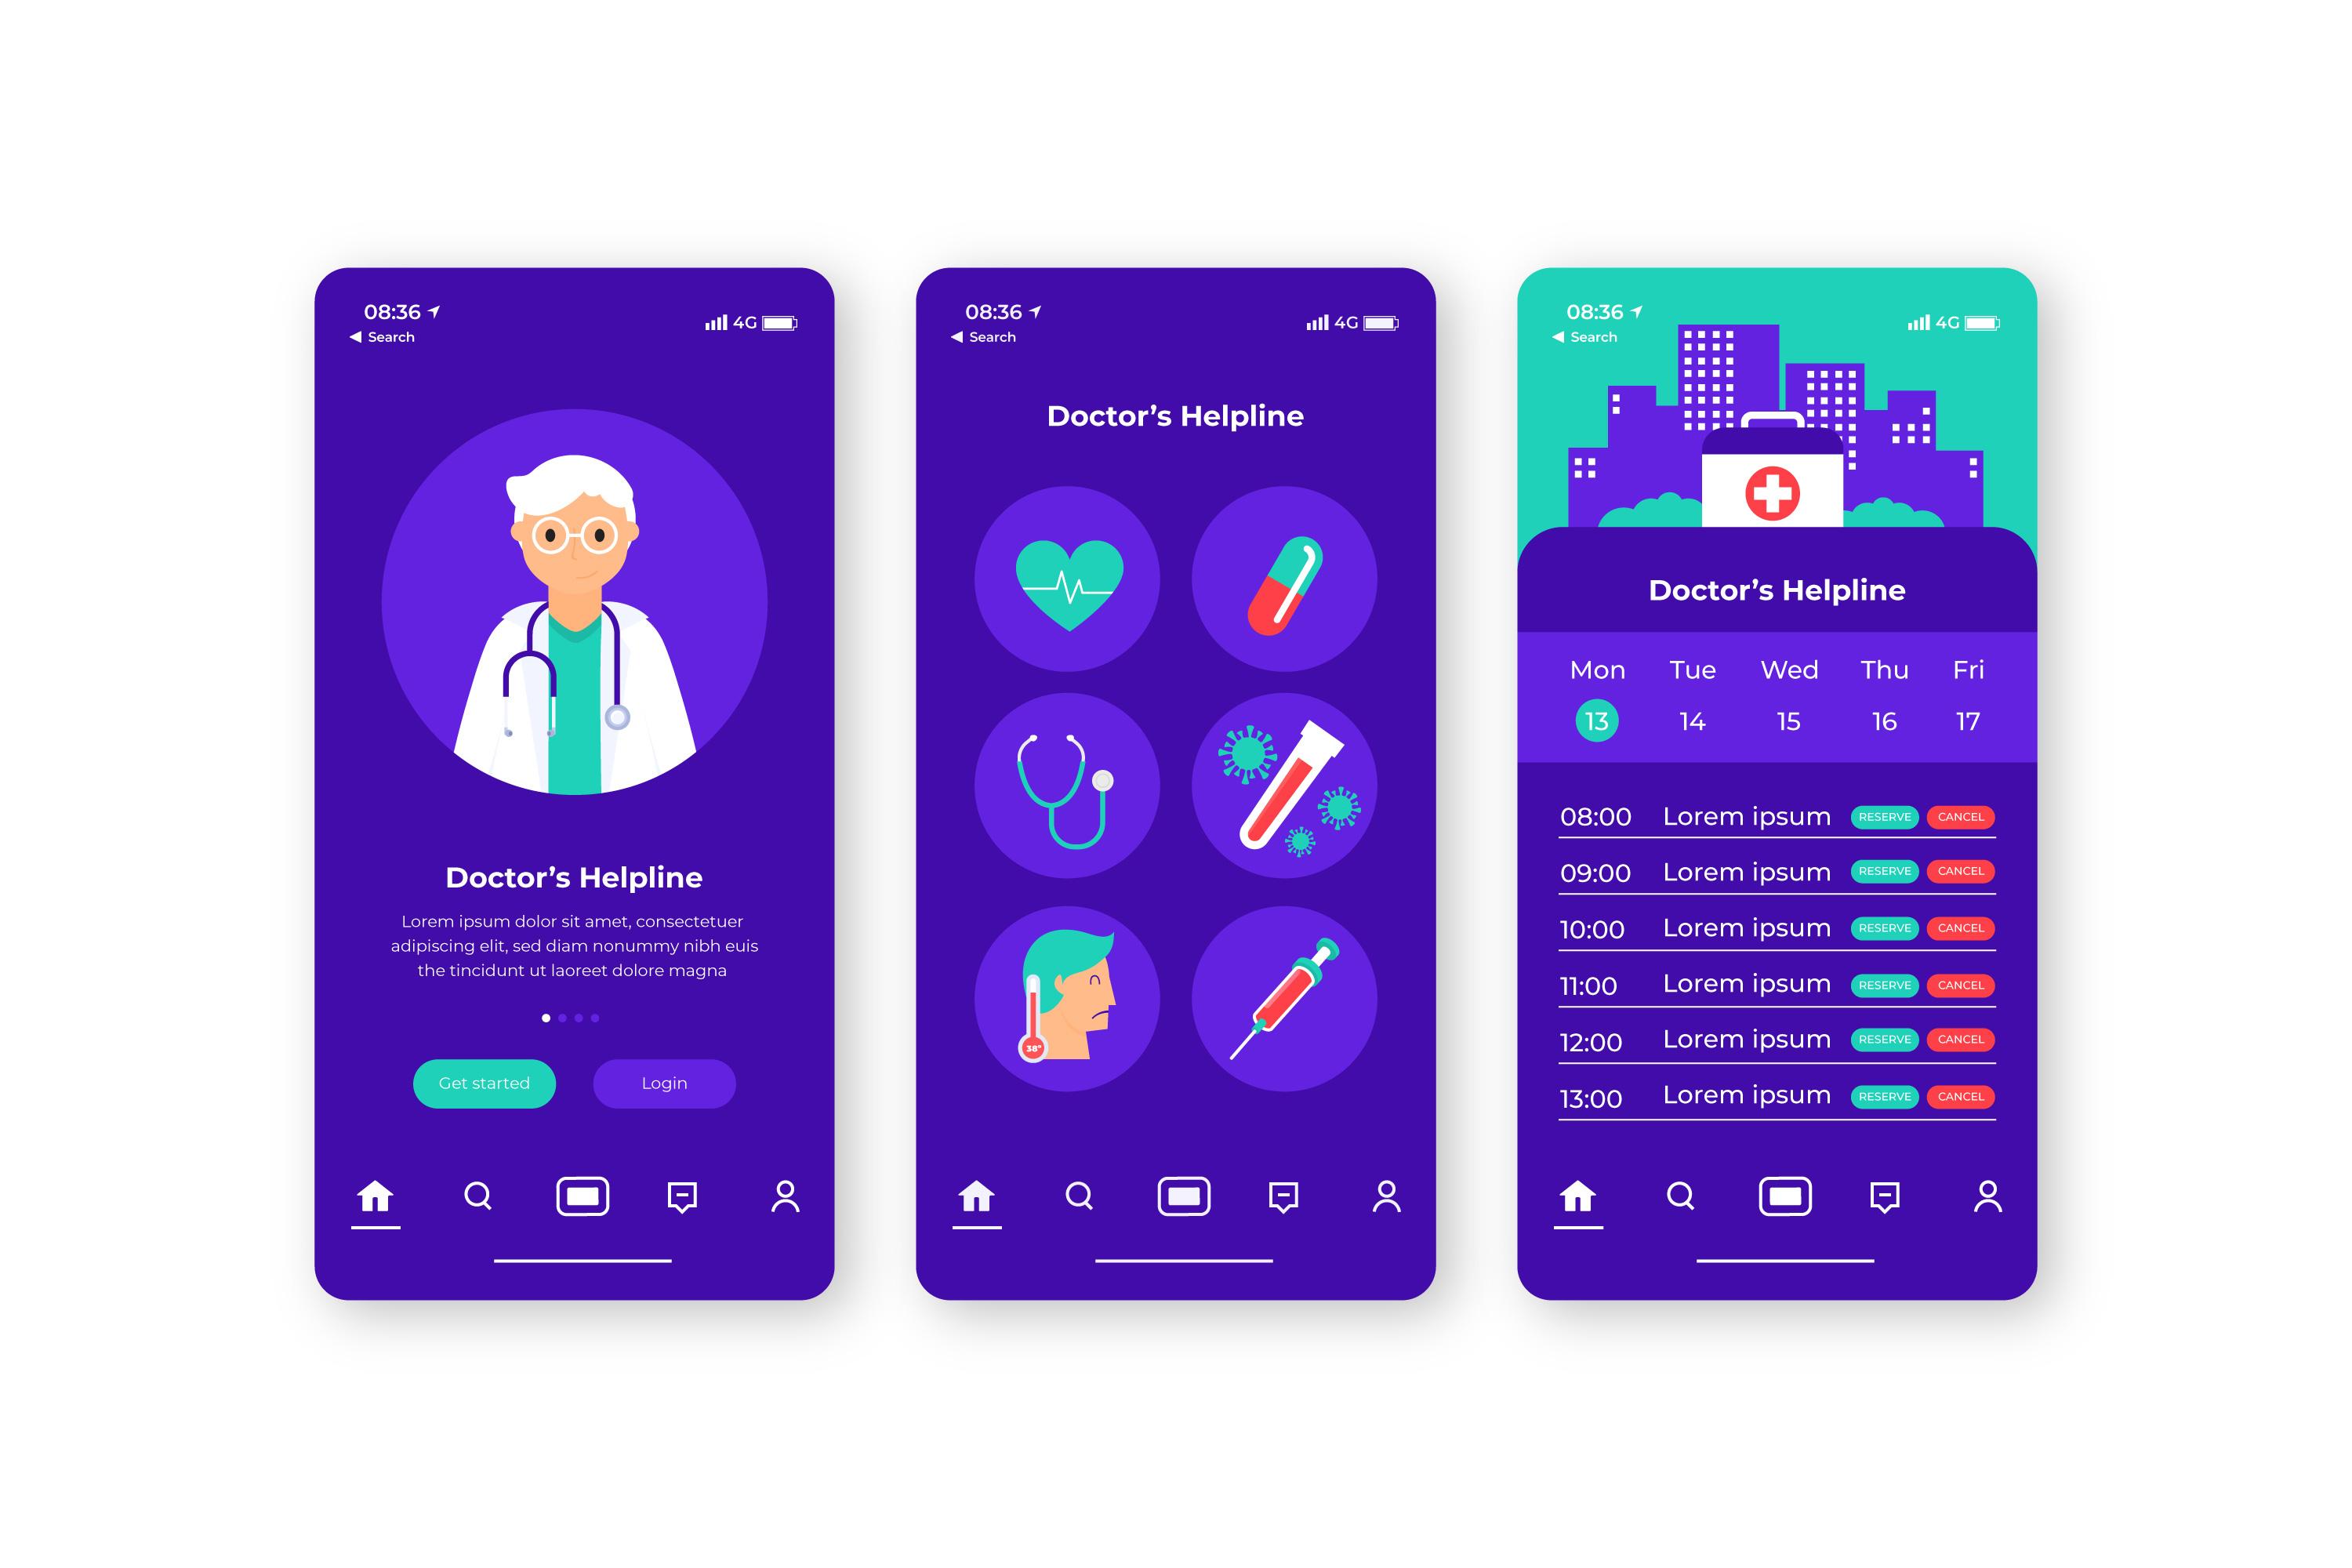 08:36
Search
4G
Doctor’s Helpline
Lorem ipsum dolor sit amet, consectetuer
adipiscing elit, sed diam nonummy nibh euis
the tincidunt ut laoreet dolore magna
Get started
Login
08:36
Search
4G
Doctor’s Helpline
38°
08:36
Search
4G
Doctor’s Helpline
Mon Tue Wed Thu Fri
13 14 15 16 17
08:00 Lorem ipsum RESERVE CANCEL
09:00 Lorem ipsum RESERVE CANCEL
10:00 Lorem ipsum RESERVE CANCEL
11:00 Lorem ipsum RESERVE CANCEL
12:00 Lorem ipsum RESERVE CANCEL
13:00 Lorem ipsum RESERVE CANCEL